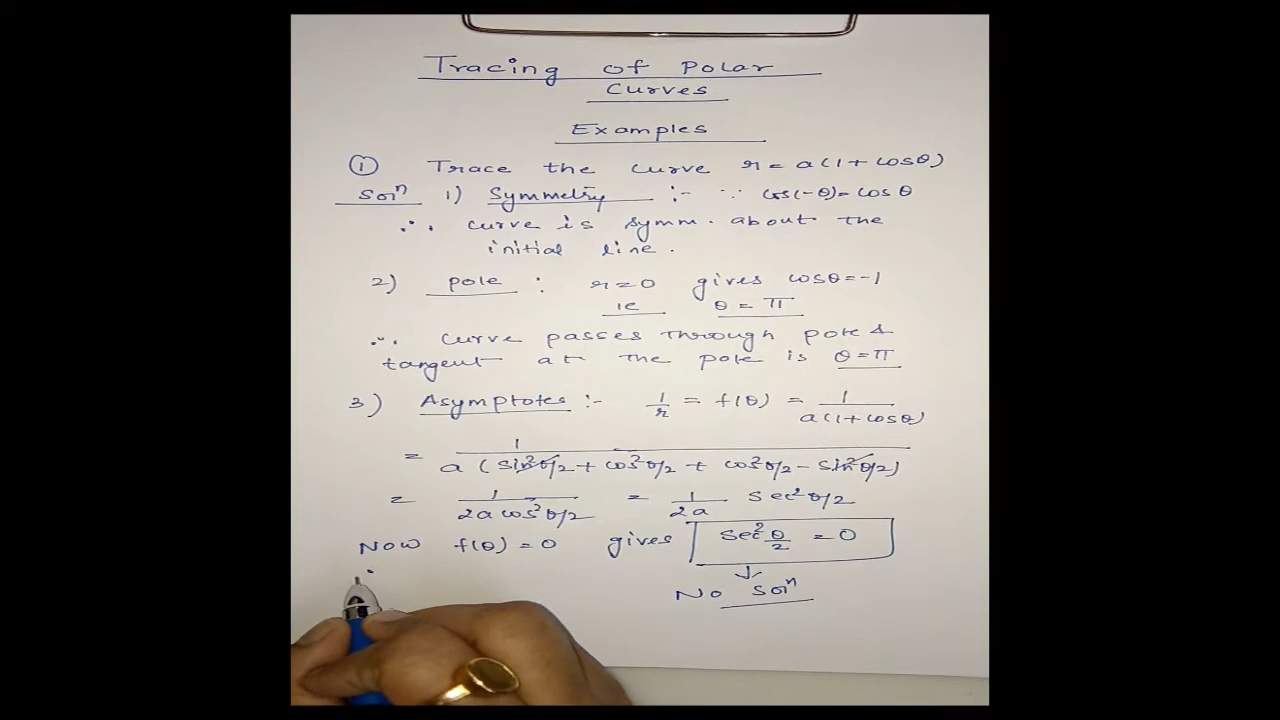 Tracing of Polar
Curves
Examples
① Trace the curve r = a(1 + cosθ)
Solⁿ 1) Symmetry :- ∵ cos(-θ) = cos θ
∴ curve is symm. about the
initial line.
2) pole : r = 0 gives cosθ = -1
ie θ = π
∴ curve passes through pole &
tangent at the pole is θ = π
3) Asymptotes :- 1/r = f(θ) = 1/a(1 + cosθ)
= 1/a(sin²θ/2 + cos²θ/2 + cos²θ/2 - sin²θ/2)
= 1/2a cos²θ/2 = 1/2a sec²θ/2
Now f(θ) = 0 gives sec²θ/2 = 0
↓
No Solⁿ